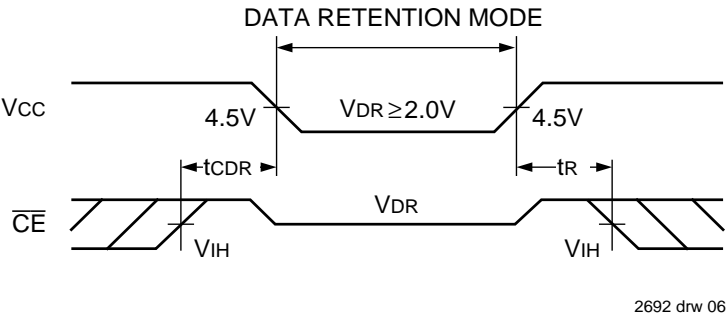 DATA RETENTION MODE
VCC
4.5V
VDR ≥ 2.0V
4.5V
tCDR
tR
CE
VDR
VIH
VIH
2692 drw 06